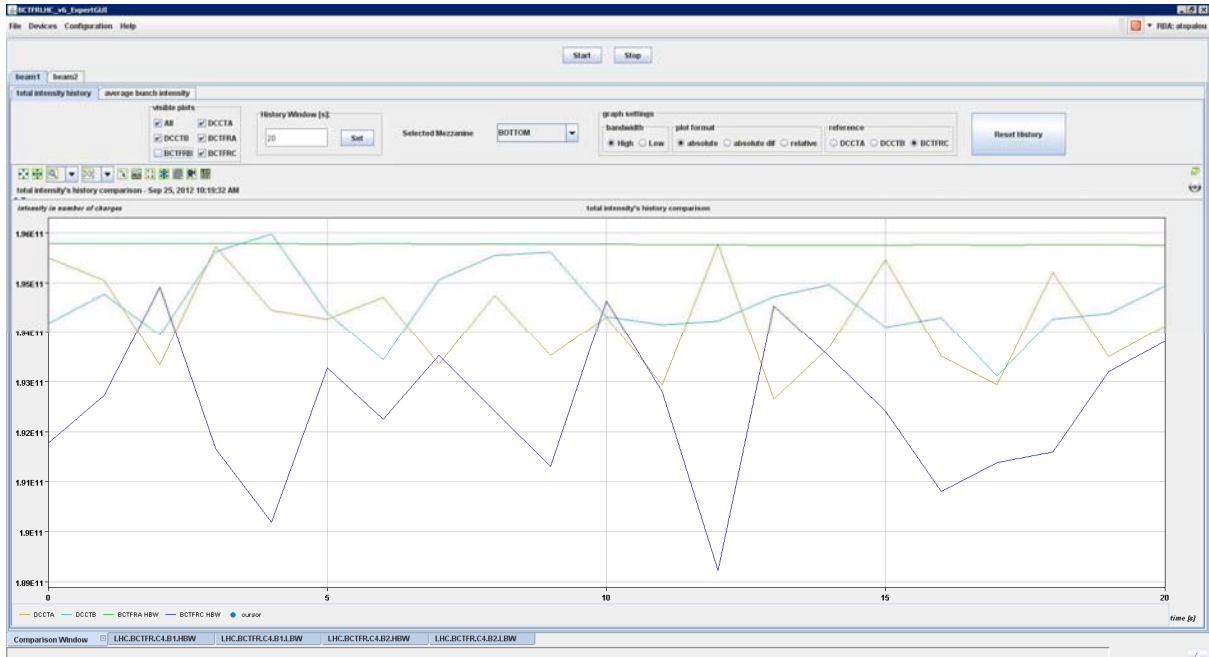 BCTFRLHC_v6_ExpertGUI
File Devices Configuration Help
RBA: atopalou
Start Stop
beam1 beam2
total intensity history average bunch intensity
visible plots
All DCCTA
DCCTB BCTFRA
BCTFRB BCTFRC
History Window [s]:
20 Set
Selected Mezzanine BOTTOM
graph settings
bandwidth plot format reference
High Low absolute absolute dif relative DCCTA DCCTB BCTFRC
Reset History
total intensity's history comparison - Sep 25, 2012 10:19:32 AM
intensity in number of charges total intensity's history comparison
1.96E11
1.95E11
1.94E11
1.93E11
1.92E11
1.91E11
1.9E11
1.89E11
0 5 10 15 20
DCCTA DCCTB BCTFRA HBW BCTFRC HBW cursor
time [s]
Comparison Window LHC.BCTFR.C4.B1.HBW LHC.BCTFR.C4.B1.LBW LHC.BCTFR.C4.B2.HBW LHC.BCTFR.C4.B2.LBW